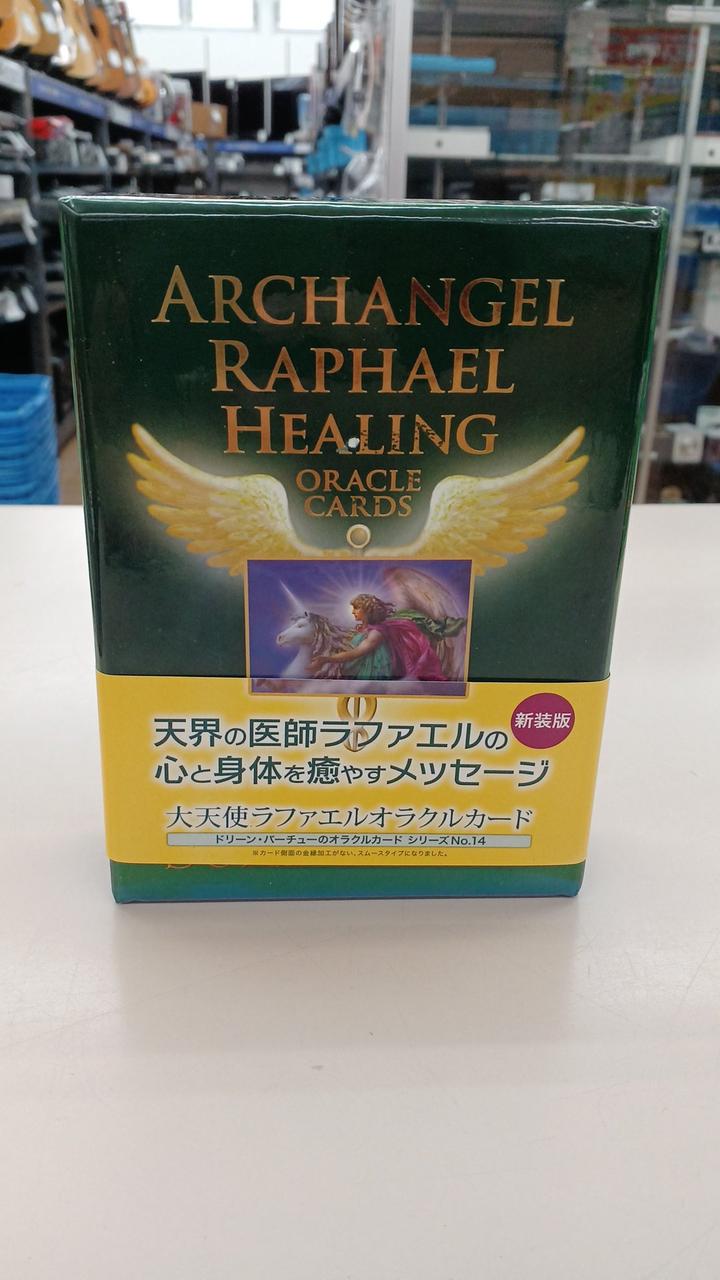 ARCHANGEL
RAPHAEL
HEALING
ORACLE
CARDS
天界の医師ラファエルの
心と身体を癒やすメッセージ
新装版
大天使ラファエルオラクルカード
ドリーン・バーチューのオラクルカード シリーズNo.14
※カード側面の金縁加工がない、スムースタイプになりました。